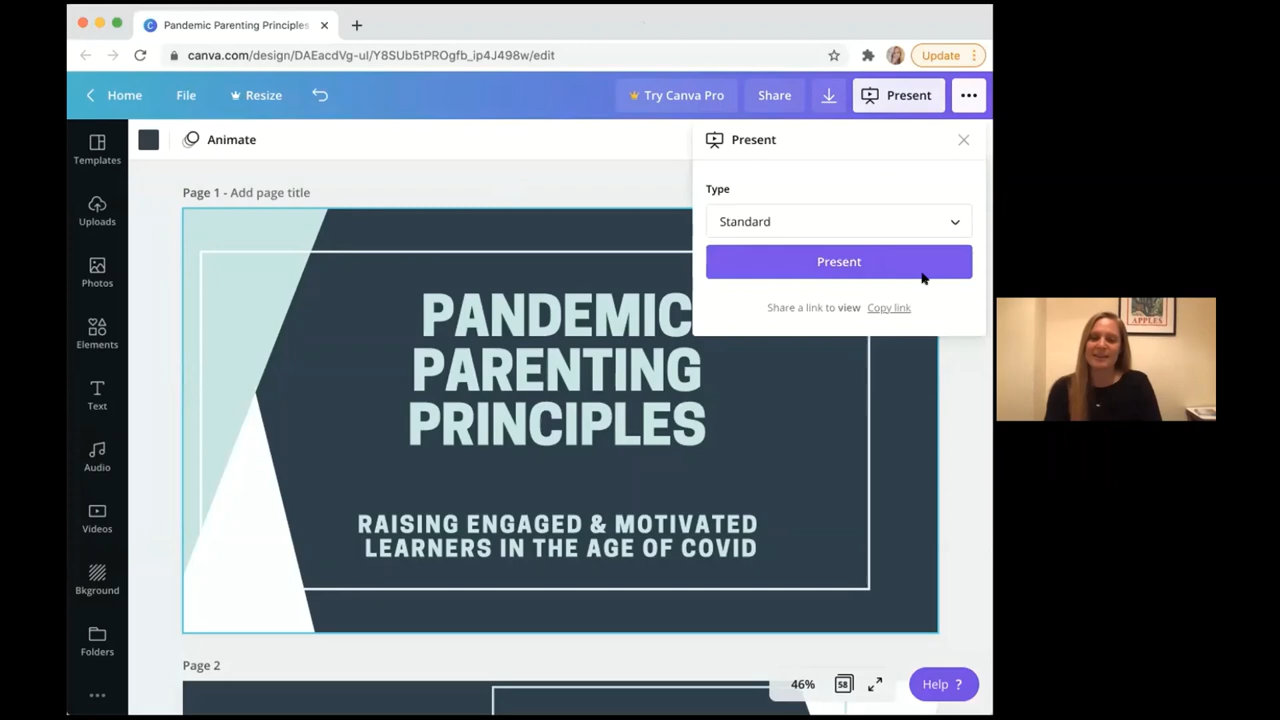 Pandemic Parenting Principles
canva.com/design/DAEacdVg-uI/Y8SUb5tPROgfb_ip4J498w/edit
Update
Home
File
Resize
Try Canva Pro
Share
Present
Templates
Uploads
Photos
Elements
Text
Audio
Videos
Bkground
Folders
Animate
Present
Type
Standard
Present
Share a link to view Copy link
Page 1 - Add page title
PANDEMIC
PARENTING
PRINCIPLES
RAISING ENGAGED & MOTIVATED
LEARNERS IN THE AGE OF COVID
Page 2
46%
58
Help ?
APPLES